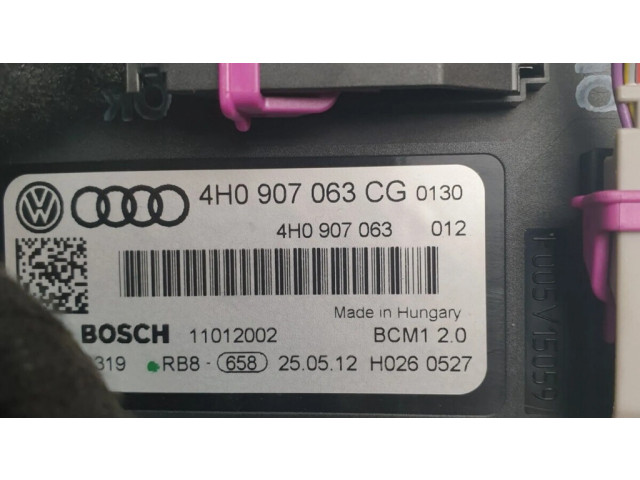 OK
4H0 907 063 CG 0130
4H0 907 063 012
Made in Hungary
BOSCH 11012002 BCM1 2.0
319 RB8- 658 25.05.12 H026 0527